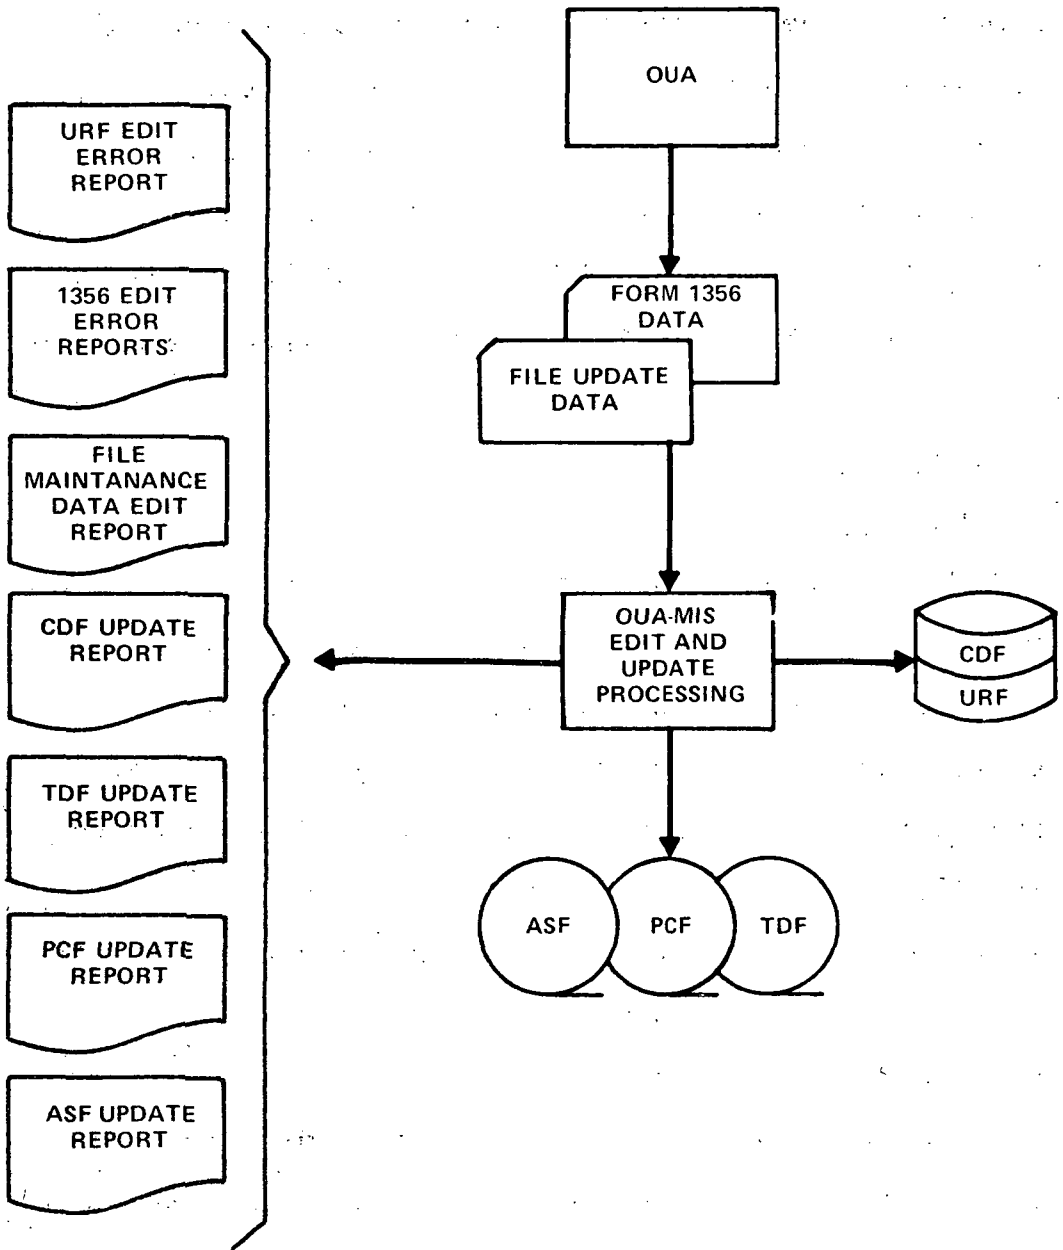 OUA
FORM 1356
DATA
FILE UPDATE
DATA
OUA-MIS
EDIT AND
UPDATE
PROCESSING
CDF
URF
ASF
PCF
TDF
URF EDIT
ERROR
REPORT
1356 EDIT
ERROR
REPORTS
FILE
MAINTANANCE
DATA EDIT
REPORT
CDF UPDATE
REPORT
TDF UPDATE
REPORT
PCF UPDATE
REPORT
ASF UPDATE
REPORT